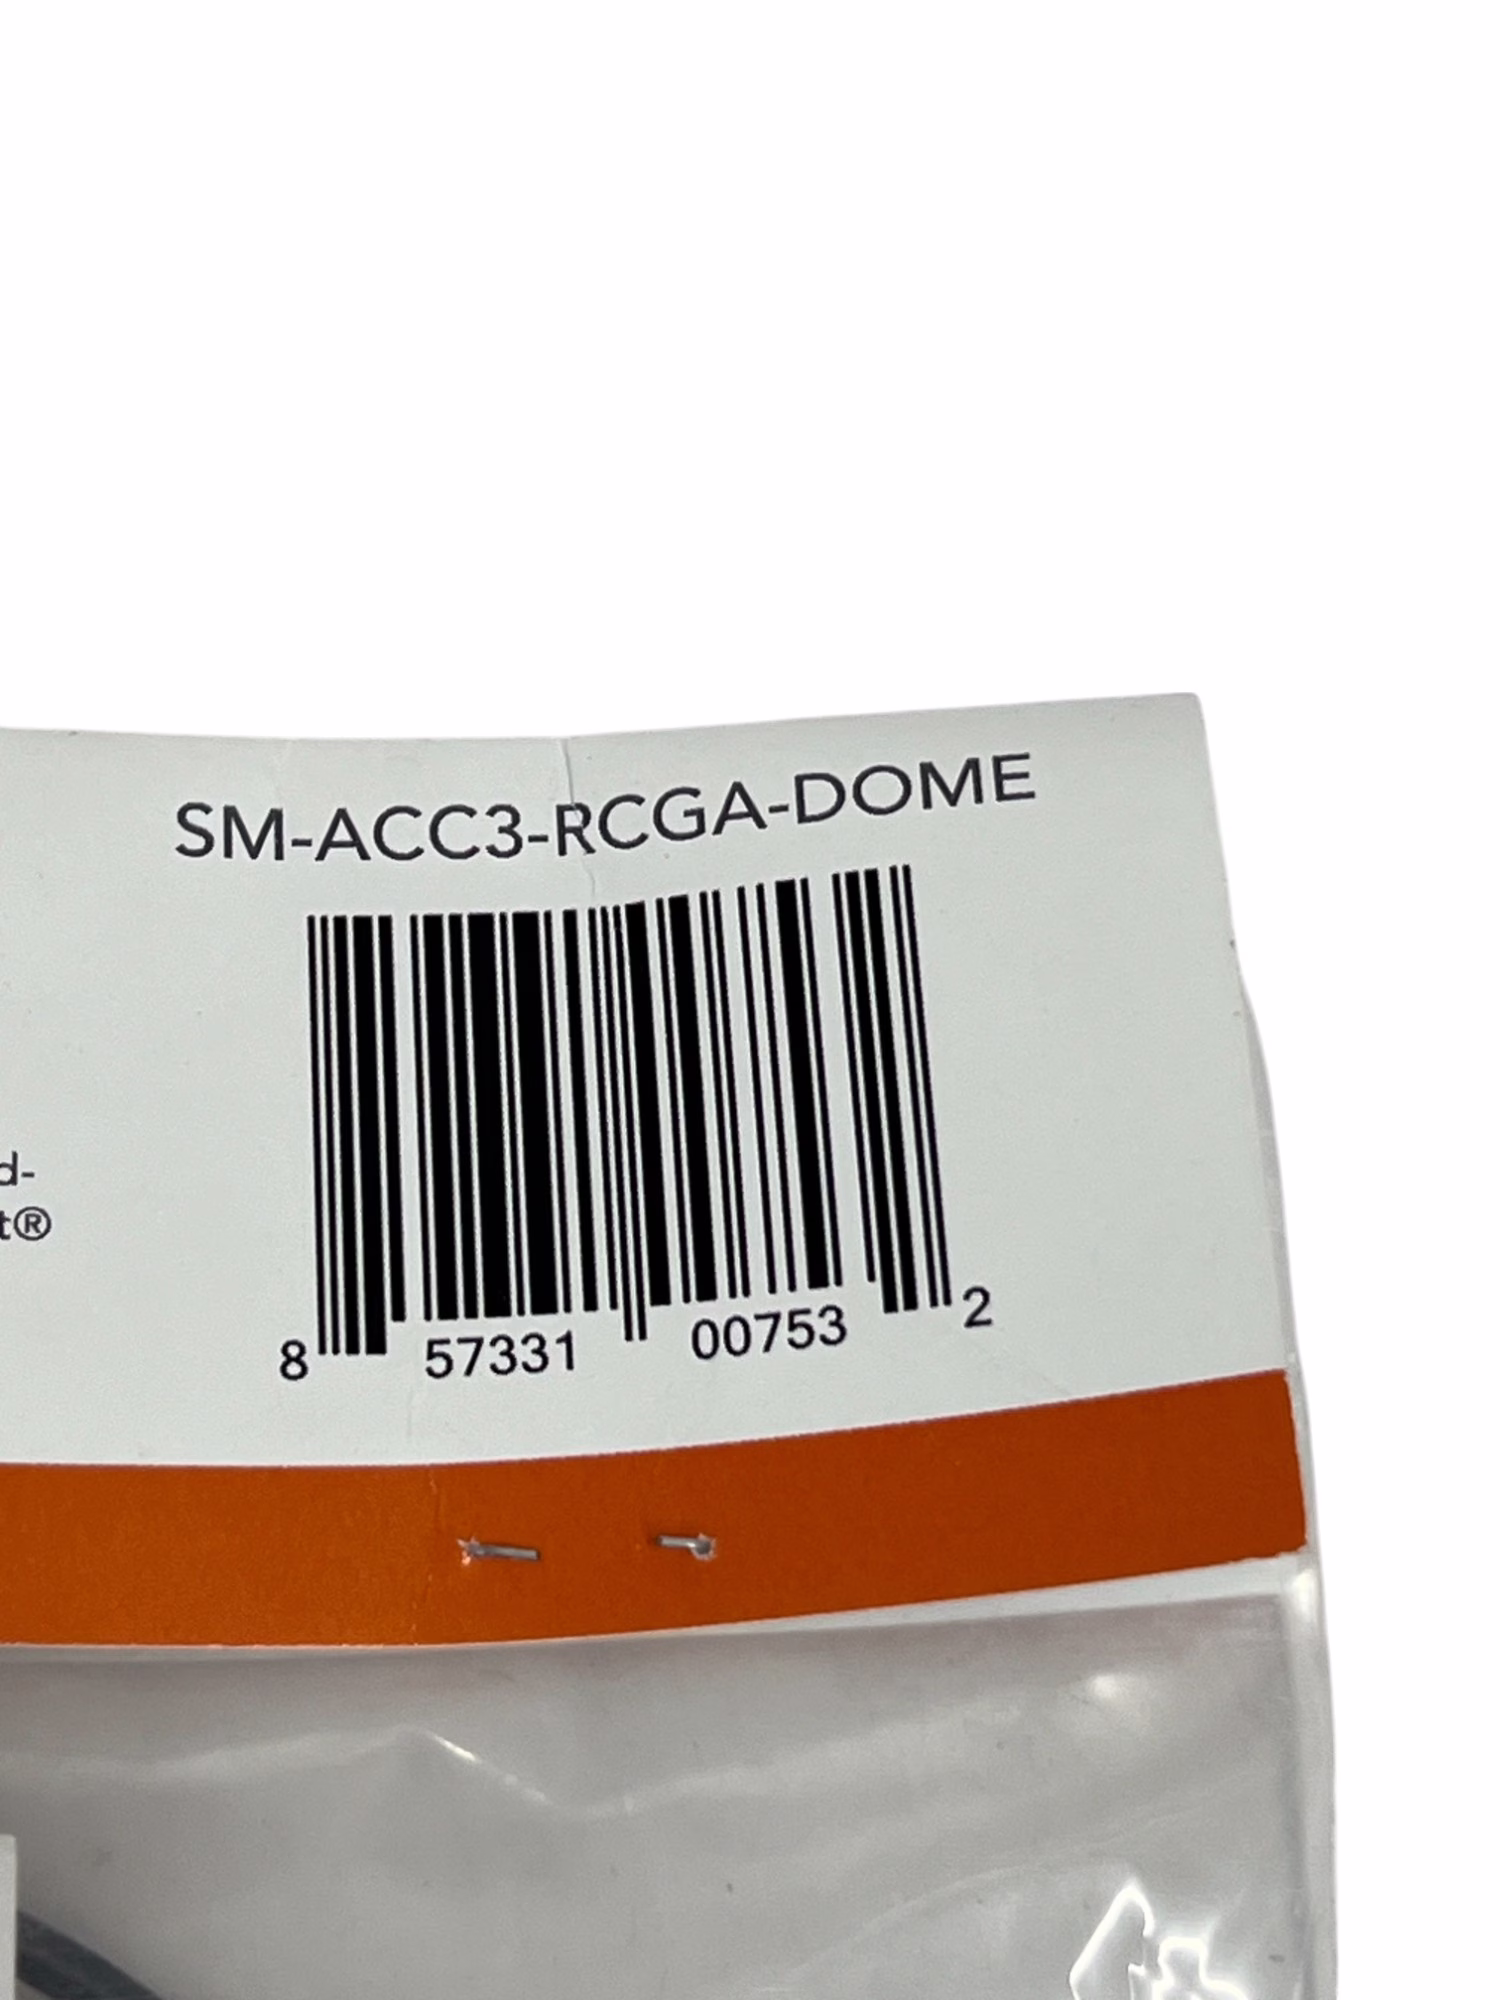 SM-ACC3-RCGA-DOME
d-
t®
8 57331 00753 2